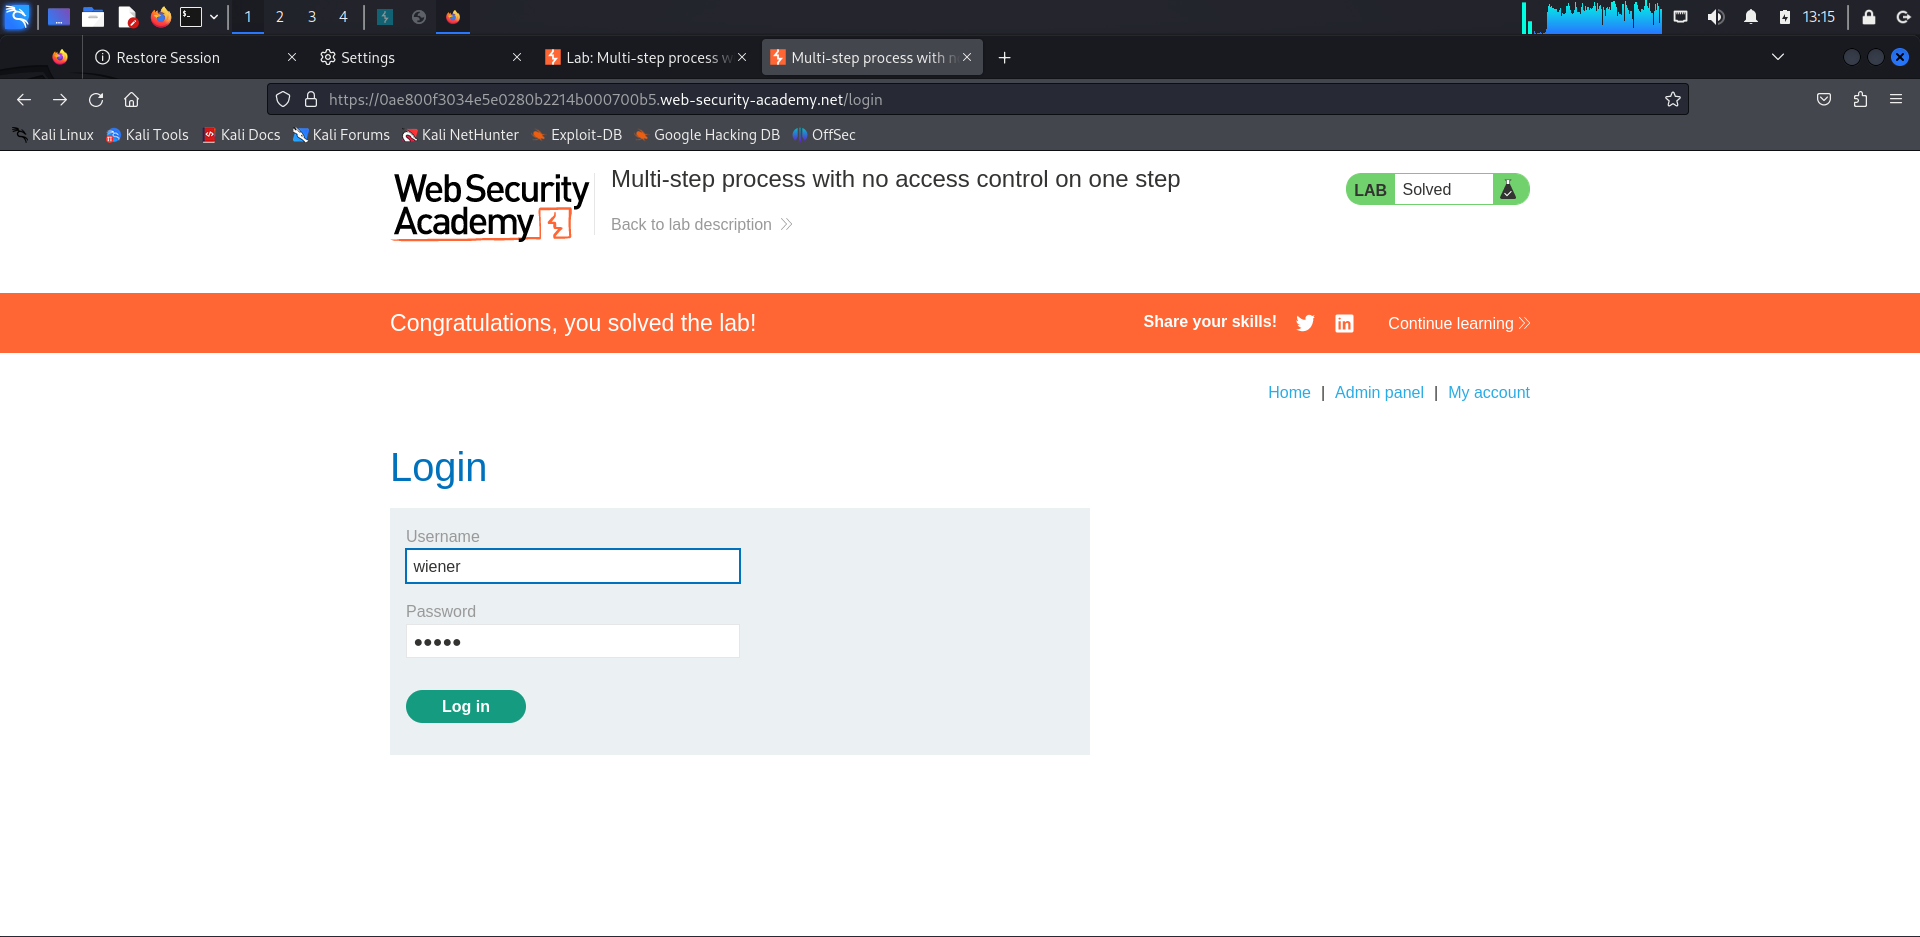 1 2 3 4 13:15
Restore Session Settings Lab: Multi-step process w Multi-step process with n
https://0ae800f3034e5e0280b2214b000700b5.web-security-academy.net/login
Kali Linux Kali Tools Kali Docs Kali Forums Kali NetHunter Exploit-DB Google Hacking DB OffSec
WebSecurity
Academy
Multi-step process with no access control on one step
Back to lab description
LAB Solved
Congratulations, you solved the lab! Share your skills! Continue learning
Home | Admin panel | My account
Login
Username
wiener
Password
•••••
Log in